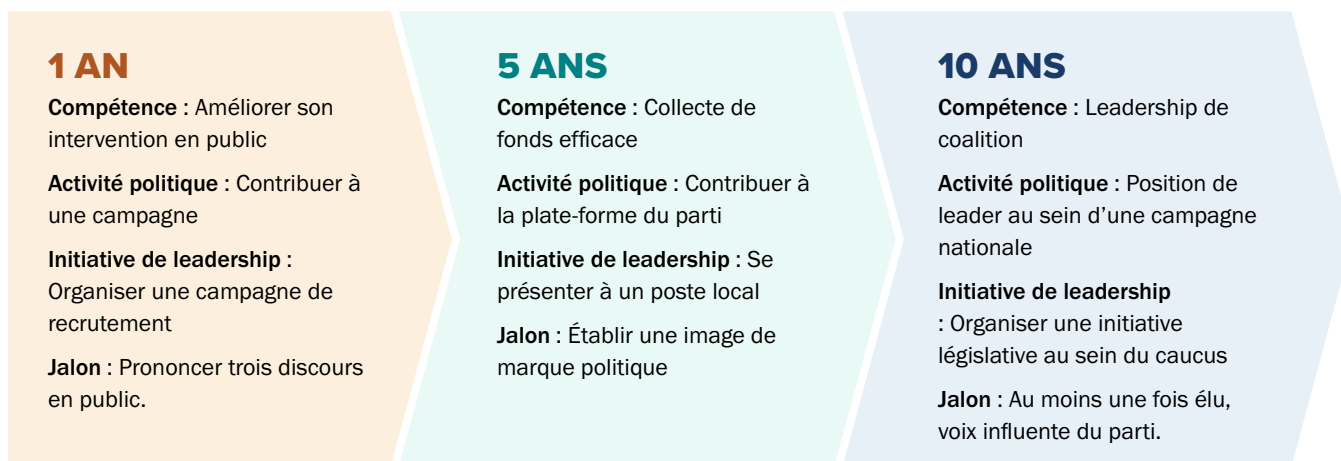 1 AN
Compétence : Améliorer son
intervention en public
Activité politique : Contribuer à
une campagne
Initiative de leadership :
Organiser une campagne de
recrutement
Jalon : Prononcer trois discours
en public.
5 ANS
Compétence : Collecte de
fonds efficace
Activité politique : Contribuer à
la plate-forme du parti
Initiative de leadership : Se
présenter à un poste local
Jalon : Établir une image de
marque politique
10 ANS
Compétence : Leadership de
coalition
Activité politique : Position de
leader au sein d’une campagne
nationale
Initiative de leadership
: Organiser une initiative
législative au sein du caucus
Jalon : Au moins une fois élu,
voix influente du parti.